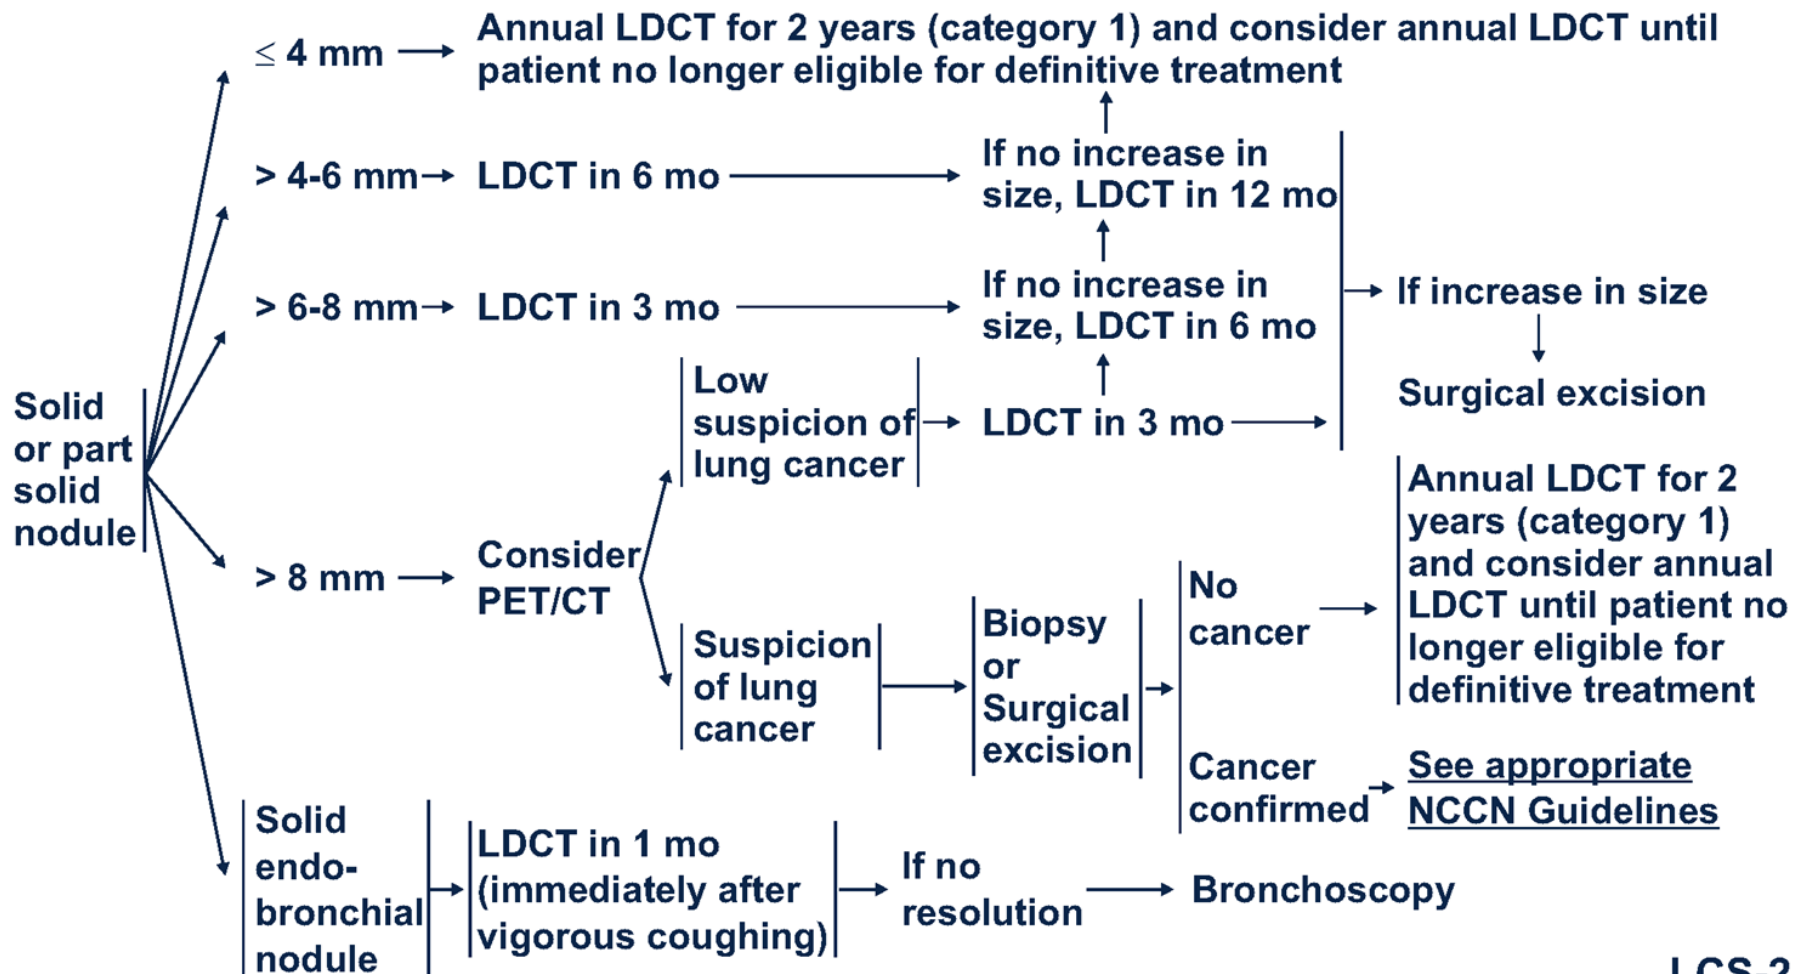 ≤ 4 mm
Annual LDCT for 2 years (category 1) and consider annual LDCT until
patient no longer eligible for definitive treatment
> 4-6 mm
LDCT in 6 mo
If no increase in
size, LDCT in 12 mo
> 6-8 mm
LDCT in 3 mo
If no increase in
size, LDCT in 6 mo
If increase in size
Surgical excision
Solid
or part
solid
nodule
Low
suspicion of
lung cancer
LDCT in 3 mo
> 8 mm
Consider
PET/CT
Suspicion
of lung
cancer
Biopsy
or
Surgical
excision
No
cancer
Annual LDCT for 2
years (category 1)
and consider annual
LDCT until patient no
longer eligible for
definitive treatment
Cancer
confirmed
See appropriate
NCCN Guidelines
Solid
endo-
bronchial
nodule
LDCT in 1 mo
(immediately after
vigorous coughing)
If no
resolution
Bronchoscopy
LCS-2